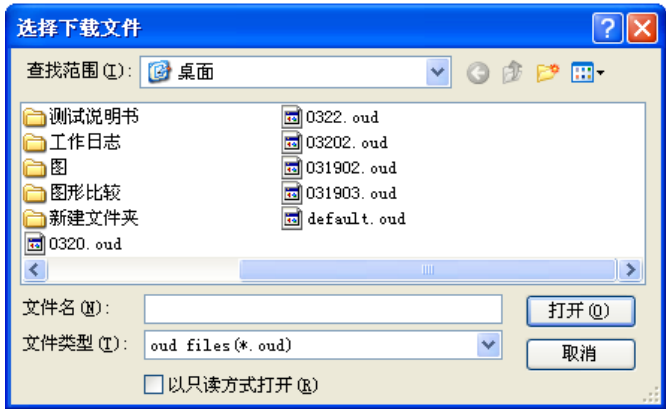 选择下载文件
查找范围(I): 桌面
测试说明书
工作日志
图
图形比较
新建文件夹
0320.oud
0322.oud
03202.oud
031902.oud
031903.oud
default.oud
文件名(N):
打开(O)
文件类型(T): oud files(*.oud)
取消
以只读方式打开(R)